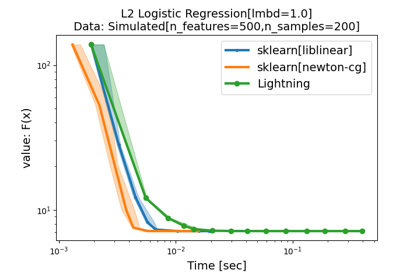 L2 Logistic Regression[lmbd=1.0]
Data: Simulated[n_features=500,n_samples=200]
sklearn[liblinear]
sklearn[newton-cg]
Lightning
value: F(x)
10²
10¹
10⁻³
10⁻²
10⁻¹
Time [sec]